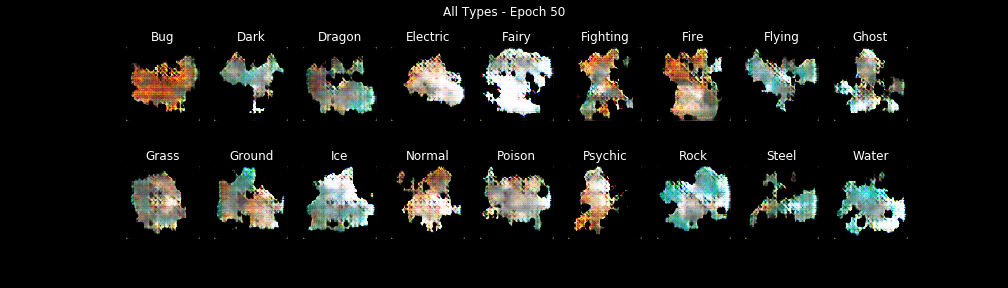 All Types - Epoch 50
Bug Dark Dragon Electric Fairy Fighting Fire Flying Ghost
Grass Ground Ice Normal Poison Psychic Rock Steel Water